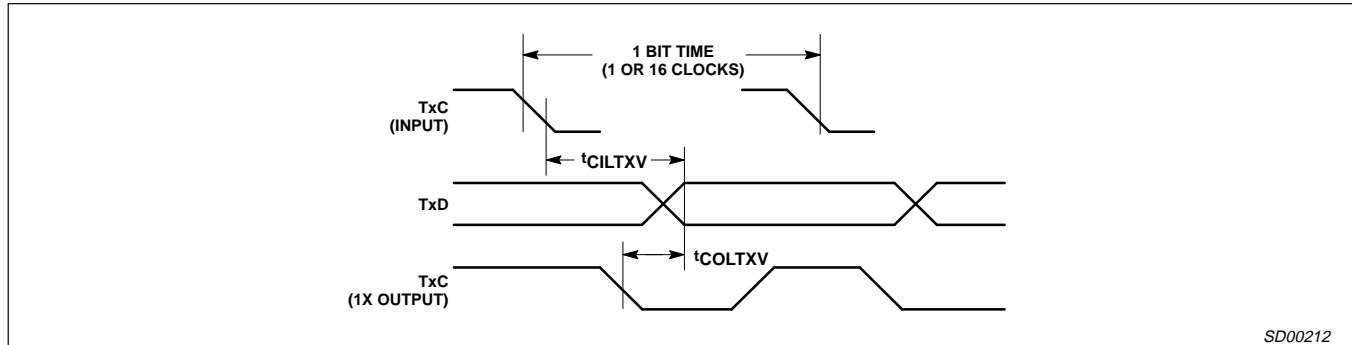 1 BIT TIME
(1 OR 16 CLOCKS)
TxC
(INPUT)
tCILTXV
TxD
tCOLTXV
TxC
(1X OUTPUT)
SD00212